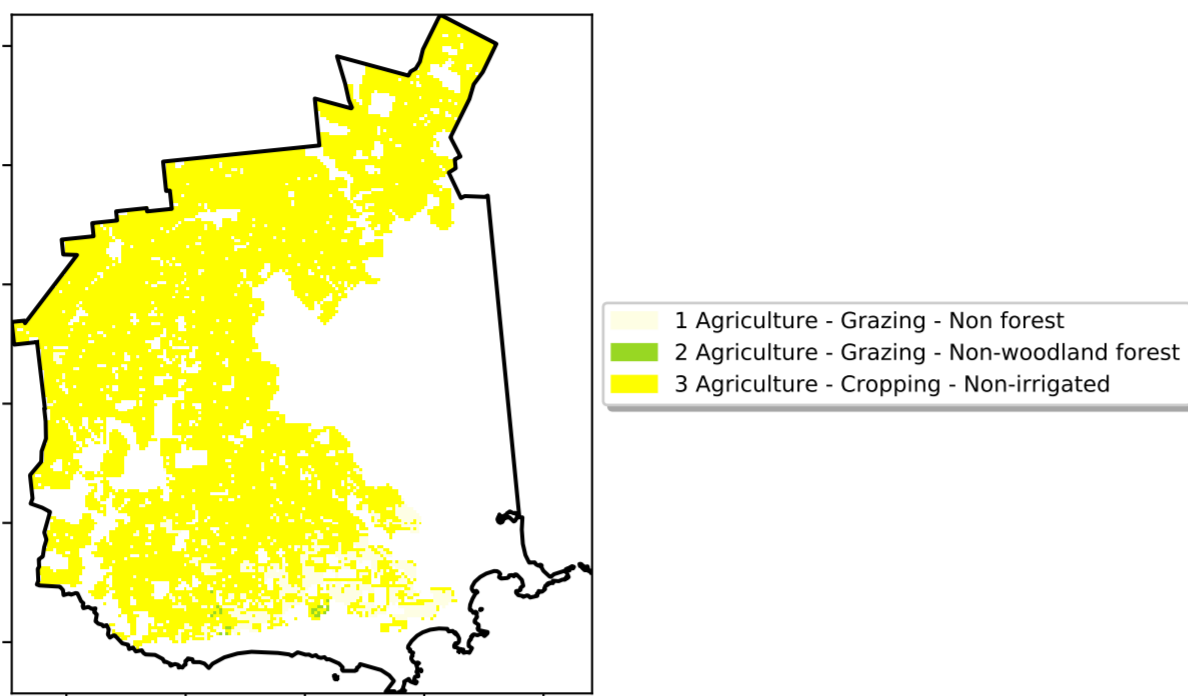 1 Agriculture - Grazing - Non forest
2 Agriculture - Grazing - Non-woodland forest
3 Agriculture - Cropping - Non-irrigated